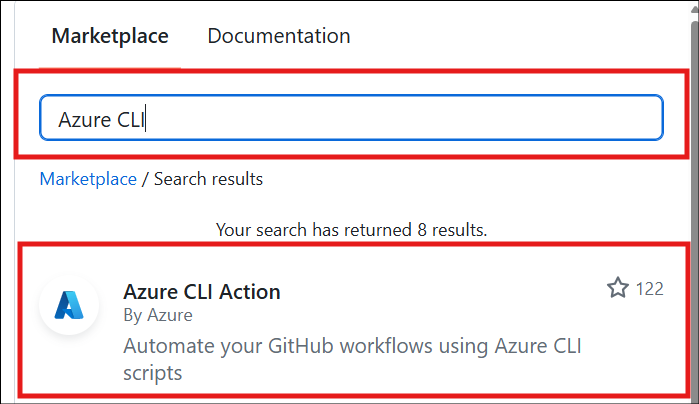 Marketplace Documentation
Azure CLI
Marketplace / Search results
Your search has returned 8 results.
Azure CLI Action
122
By Azure
Automate your GitHub workflows using Azure CLI
scripts